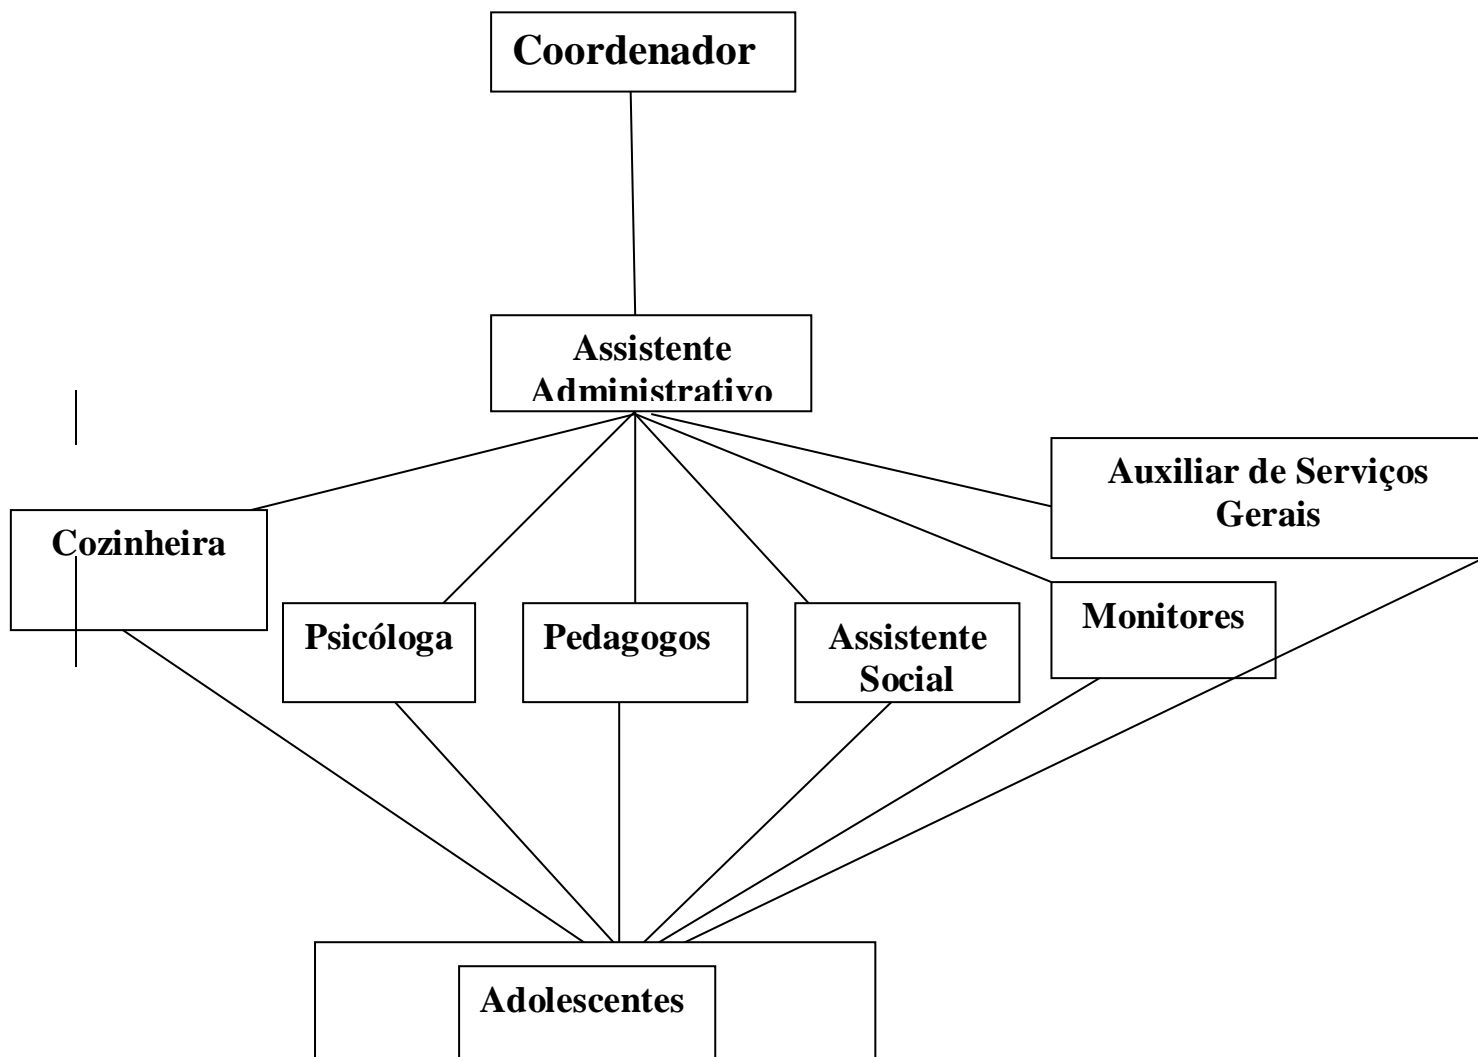 Coordenador
Assistente
Administrativo
Auxiliar de Serviços
Gerais
Cozinheira
Psicóloga
Pedagogos
Assistente
Social
Monitores
Adolescentes